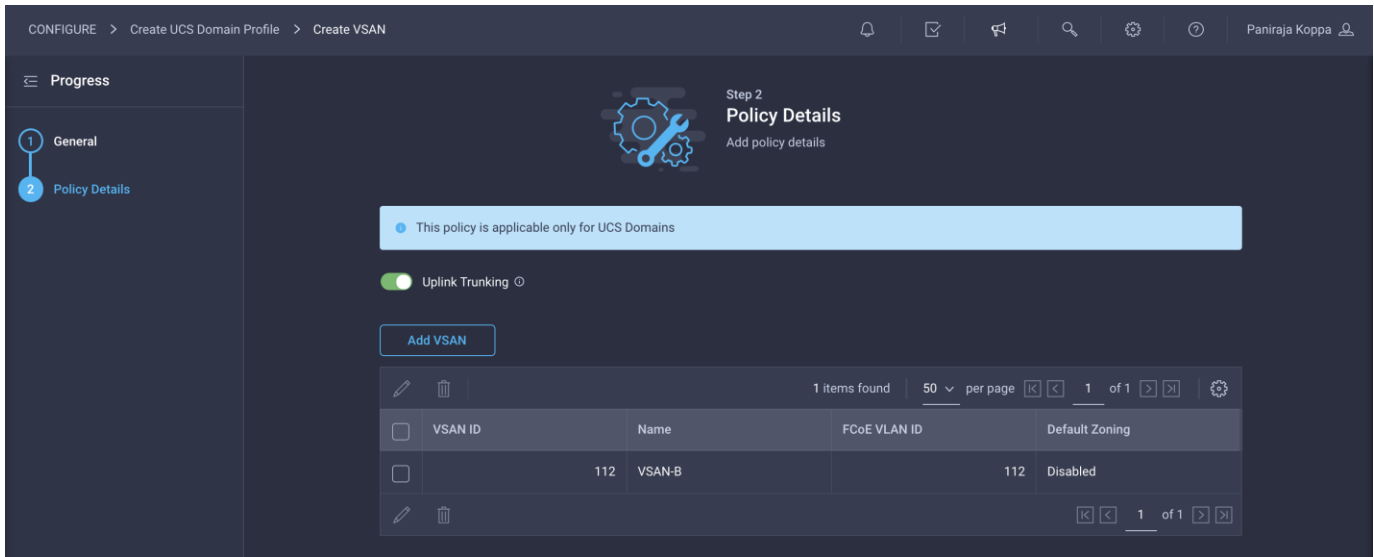 CONFIGURE > Create UCS Domain Profile > Create VSAN
Paniraja Koppa
Progress
1 General
2 Policy Details
Step 2
Policy Details
Add policy details
This policy is applicable only for UCS Domains
Uplink Trunking
Add VSAN
1 items found 50 per page 1 of 1
VSAN ID Name FCoE VLAN ID Default Zoning
112 VSAN-B 112 Disabled
1 of 1